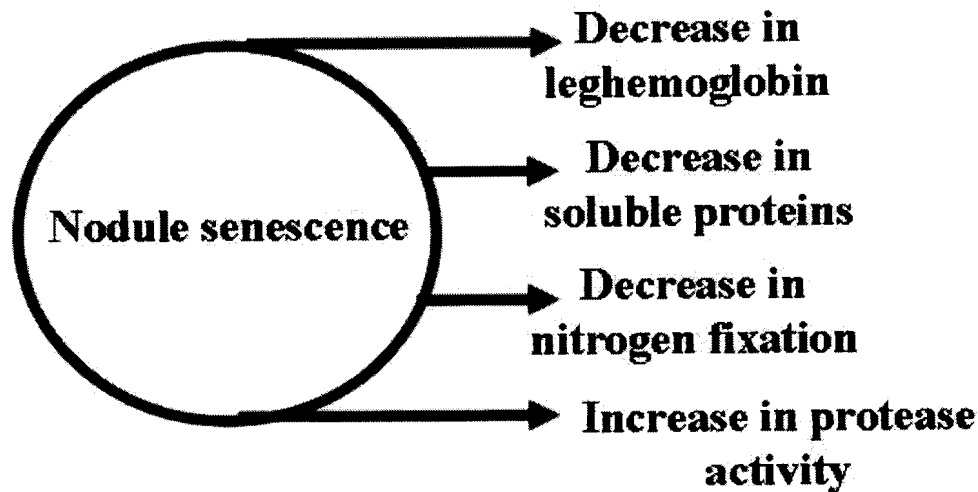 Decrease in
leghemoglobin
Decrease in
soluble proteins
Nodule senescence
Decrease in
nitrogen fixation
Increase in protease
activity